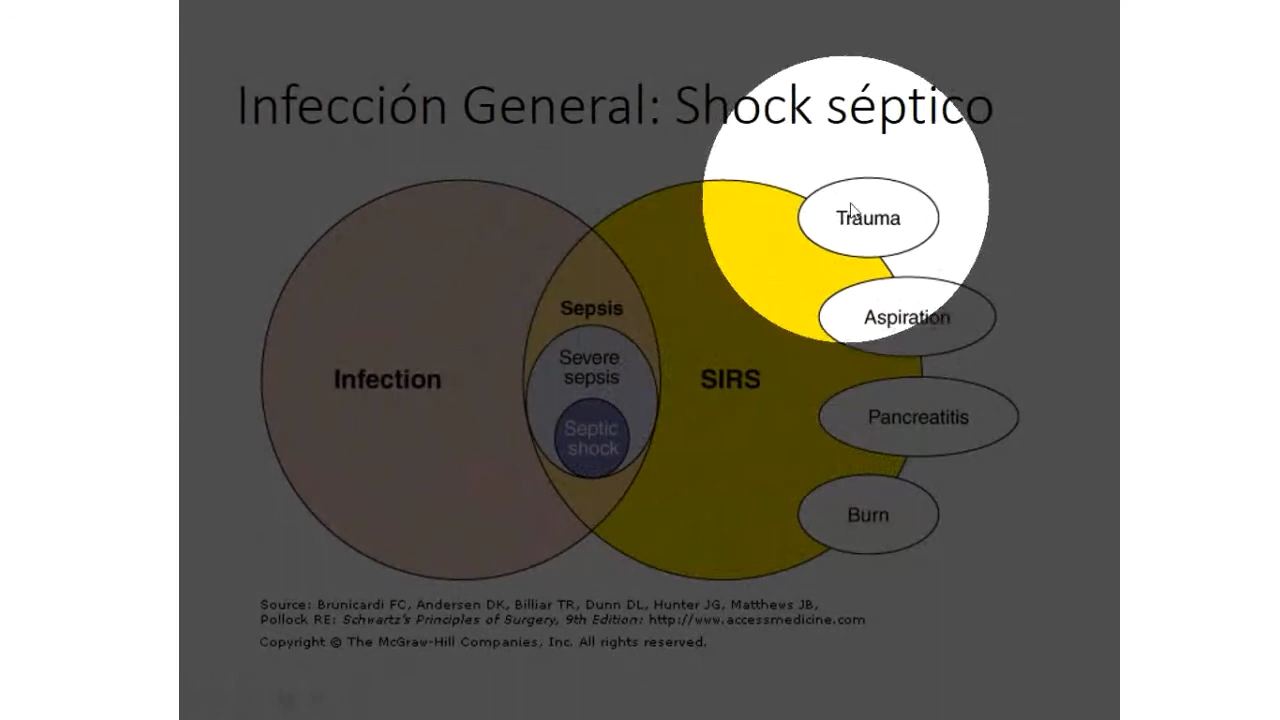 Infección General: Shock séptico
Trauma
Sepsis
Aspiration
Severe
sepsis
Infection
SIRS
Pancreatitis
Septic
shock
Burn
Source: Brunicardi FC, Andersen DK, Billiar TR, Dunn DL, Hunter JG, Matthews JB,
Pollock RE: Schwartz's Principles of Surgery, 9th Edition: http://www.accessmedicine.com
Copyright © The McGraw-Hill Companies, Inc. All rights reserved.